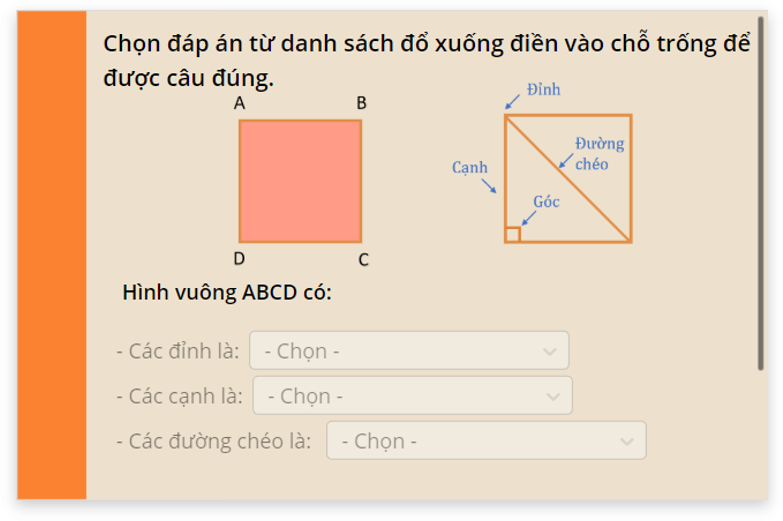 Chọn đáp án từ danh sách đổ xuống điền vào chỗ trống để
được câu đúng.
A
B
D
C
Đỉnh
Đường
chéo
Cạnh
Góc
Hình vuông ABCD có:
- Các đỉnh là: - Chọn -
- Các cạnh là: - Chọn -
- Các đường chéo là: - Chọn -